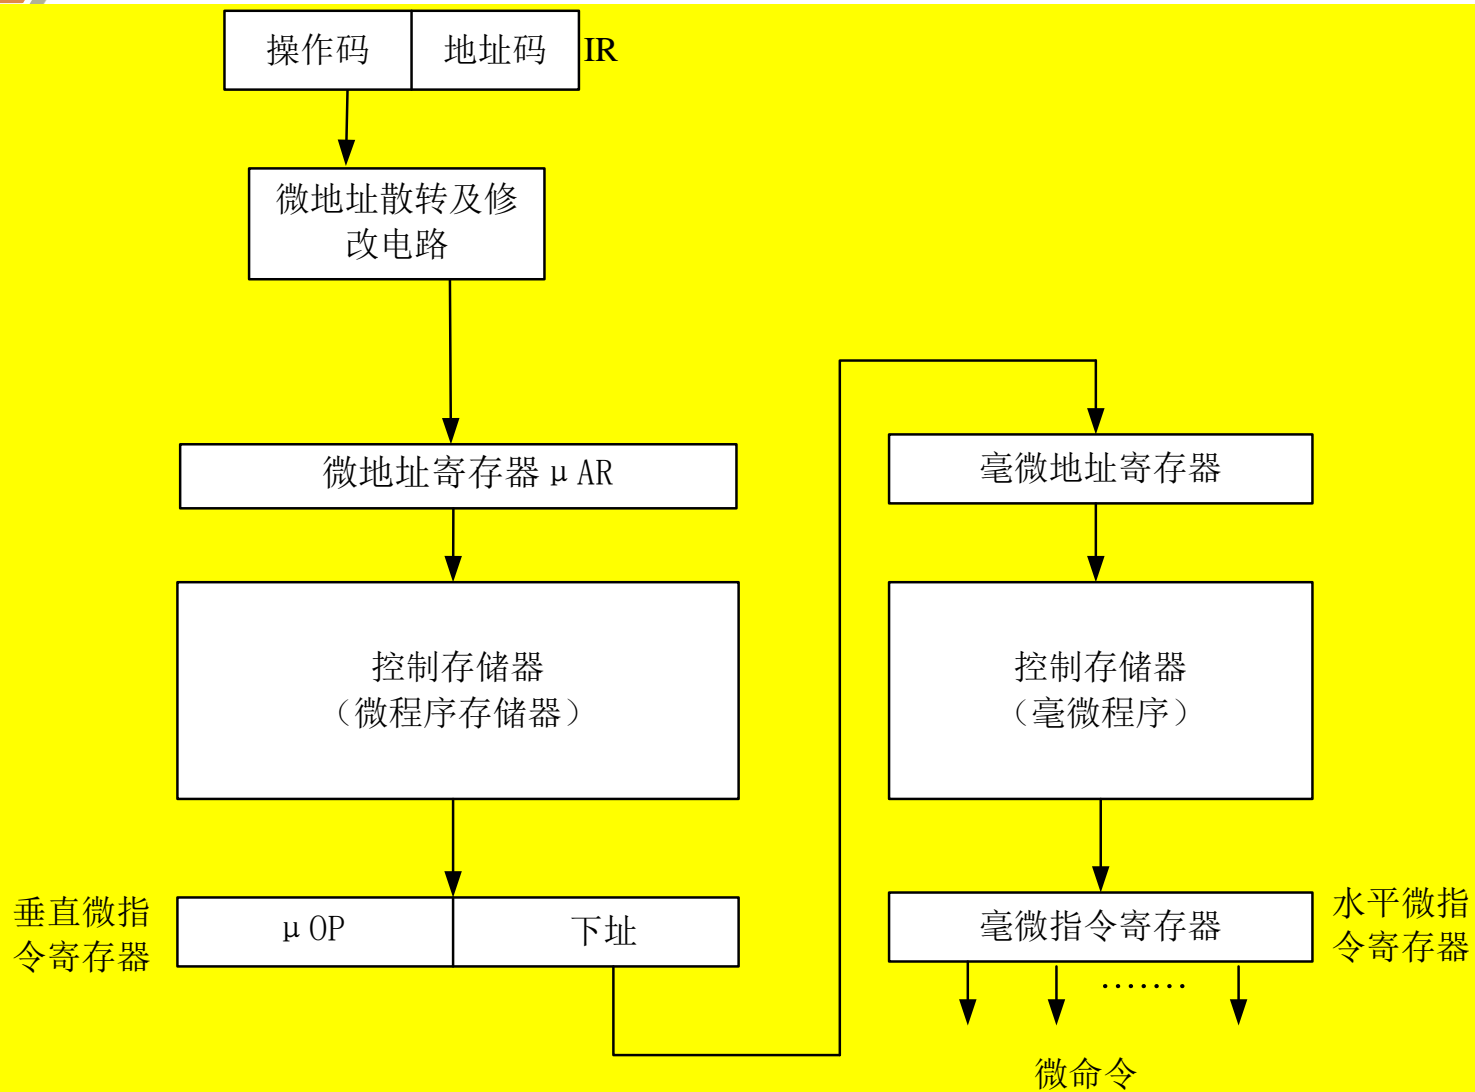 操作码
地址码
IR
微地址散转及修
改电路
微地址寄存器μAR
毫微地址寄存器
控制存储器
（微程序存储器）
控制存储器
（毫微程序）
垂直微指
令寄存器
μOP
下址
毫微指令寄存器
水平微指
令寄存器
.......
微命令